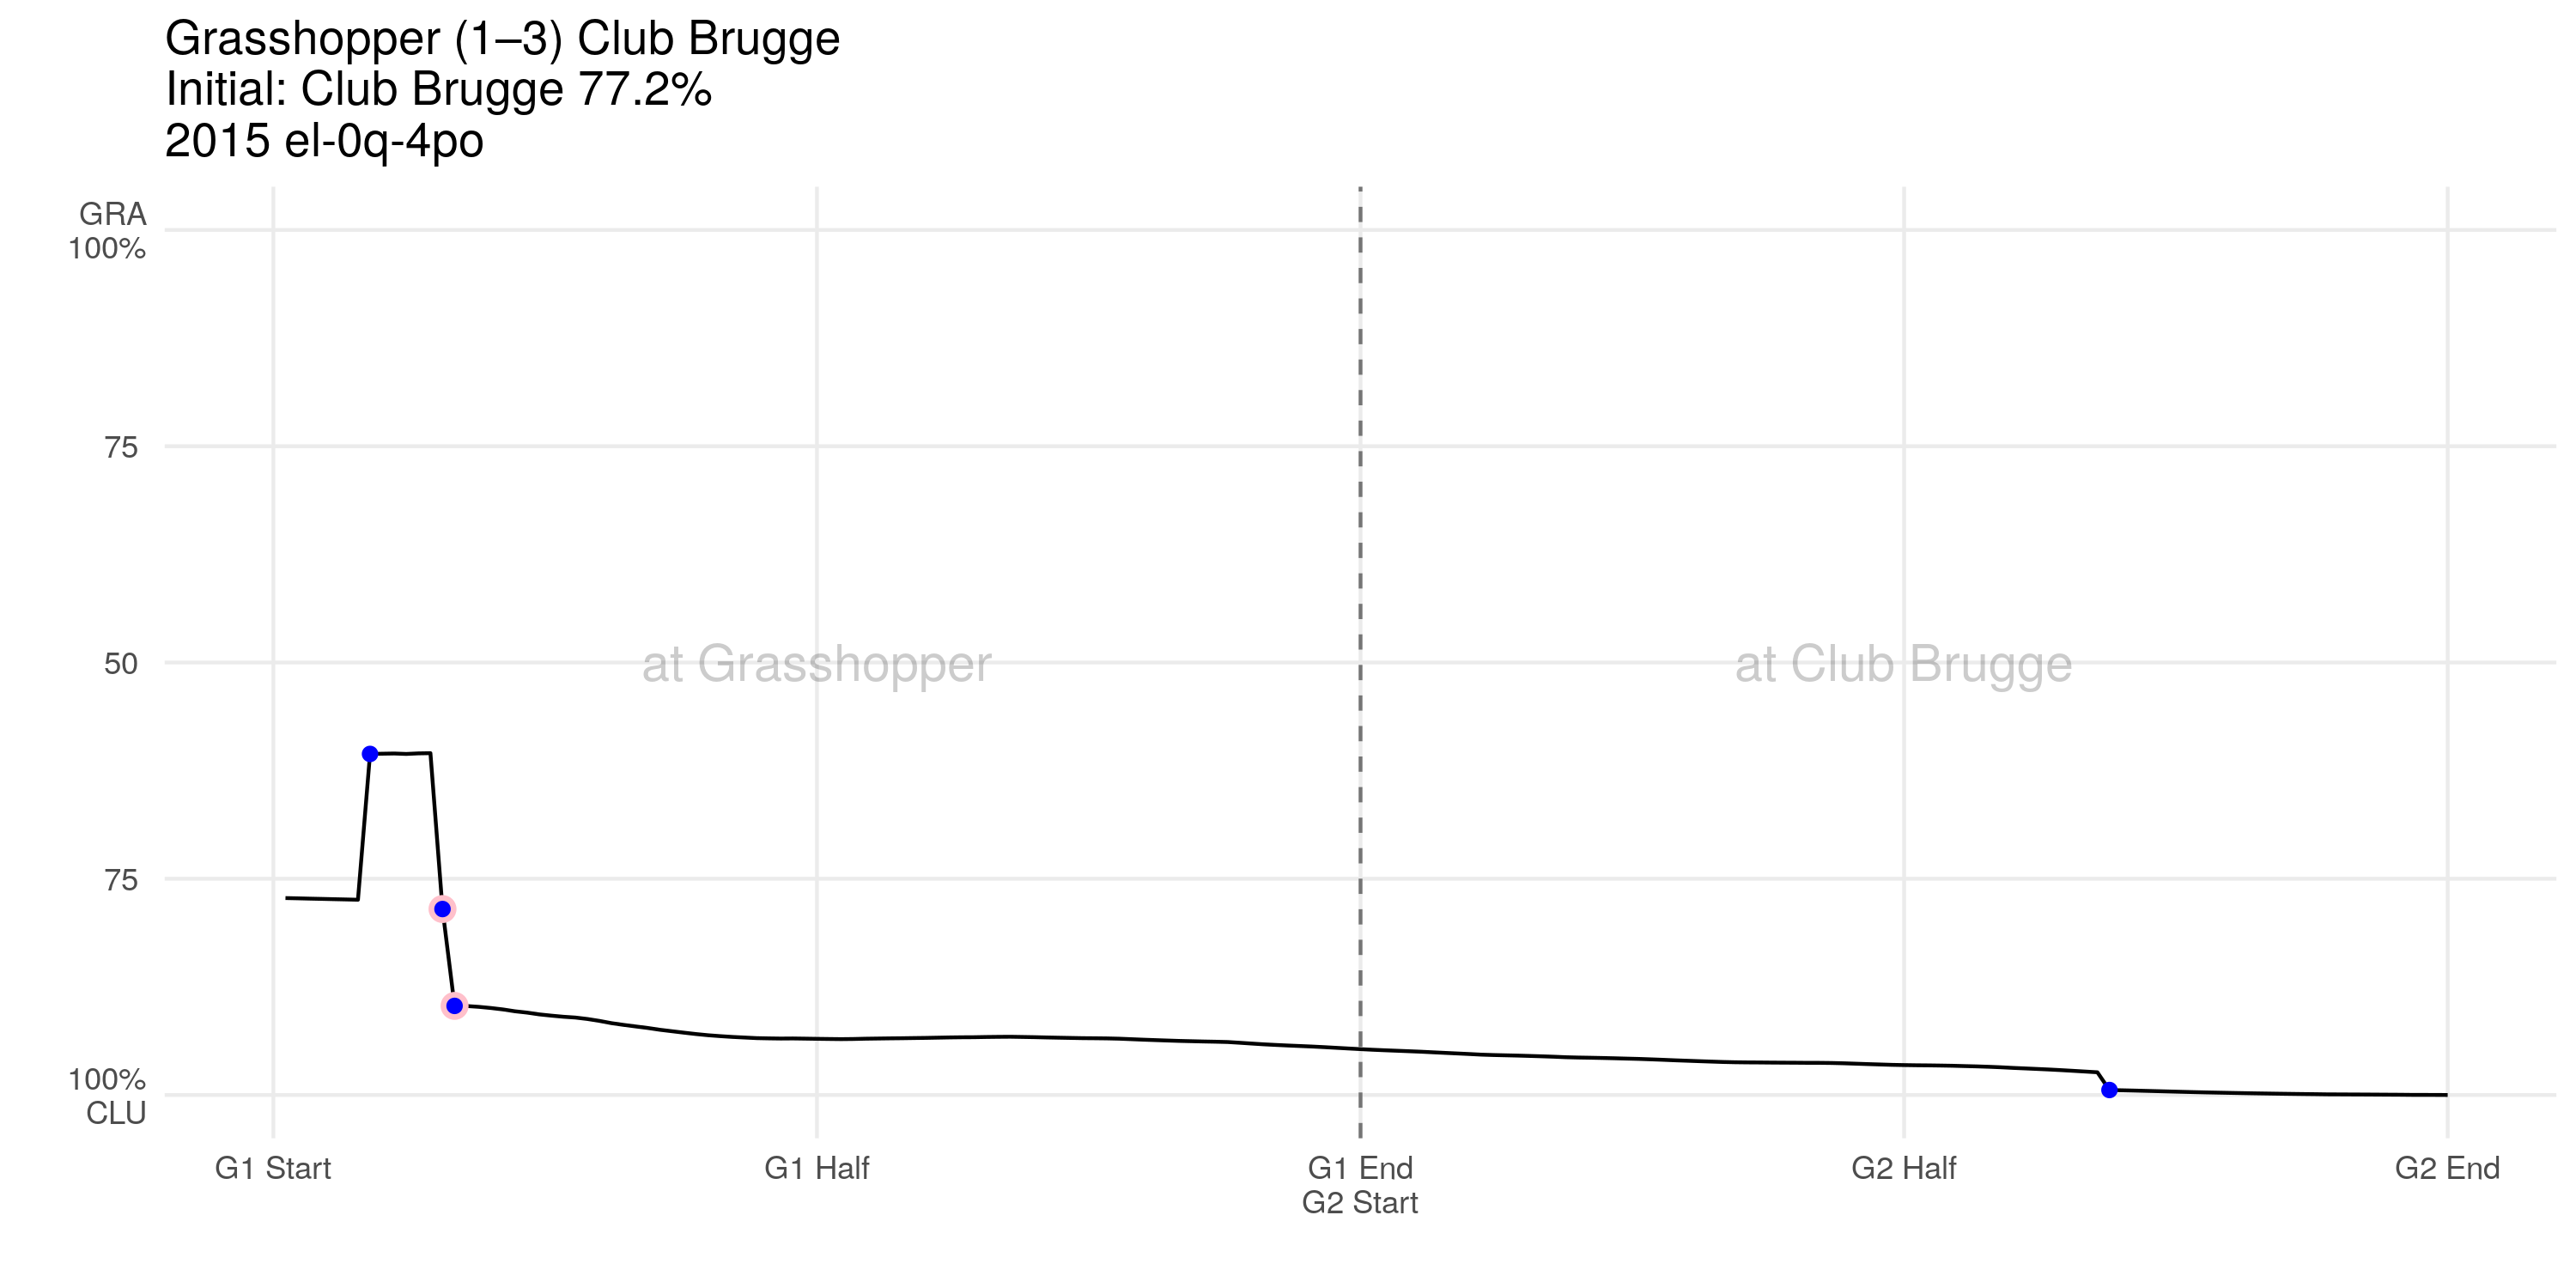 Grasshopper (1–3) Club Brugge
Initial: Club Brugge 77.2%
2015 el-0q-4po
GRA
100%
75
50
75
100%
CLU
at Grasshopper
at Club Brugge
G1 Start
G1 Half
G1 End
G2 Start
G2 Half
G2 End